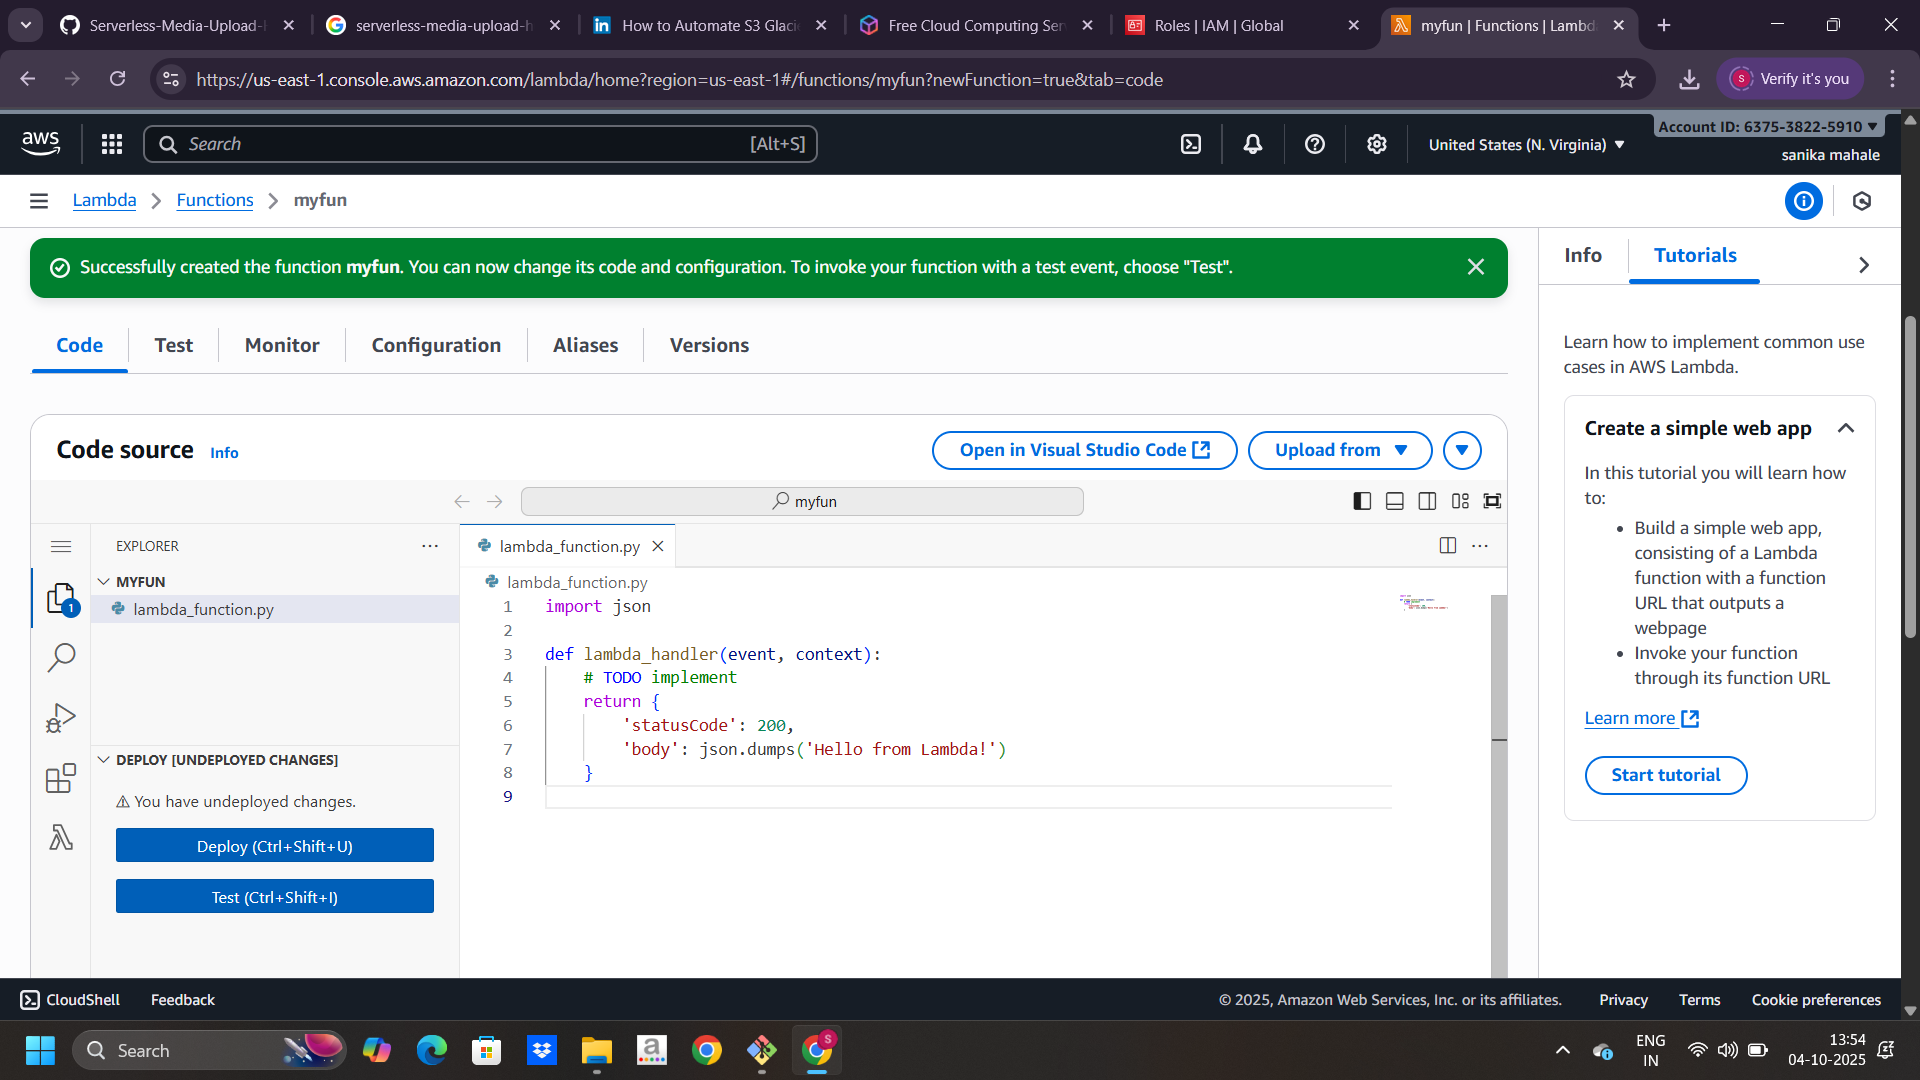 Serverless-Media-Upload-
serverless-media-upload-h
How to Automate S3 Glaci
Free Cloud Computing Ser
Roles | IAM | Global
myfun | Functions | Lambda
https://us-east-1.console.aws.amazon.com/lambda/home?region=us-east-1#/functions/myfun?newFunction=true&tab=code
S
Verify it's you
aws
Search
[Alt+S]
United States (N. Virginia)
Account ID: 6375-3822-5910
sanika mahale
Lambda
Functions
myfun
Successfully created the function myfun. You can now change its code and configuration. To invoke your function with a test event, choose "Test".
Code
Test
Monitor
Configuration
Aliases
Versions
Code source
Info
Open in Visual Studio Code
Upload from
myfun
EXPLORER
MYFUN
lambda_function.py
1
DEPLOY [UNDEPLOYED CHANGES]
You have undeployed changes.
Deploy (Ctrl+Shift+U)
Test (Ctrl+Shift+I)
lambda_function.py
lambda_function.py
1 import json
2
3 def lambda_handler(event, context):
4 # TODO implement
5 return {
6 'statusCode': 200,
7 'body': json.dumps('Hello from Lambda!')
8 }
9
Info
Tutorials
Learn how to implement common use
cases in AWS Lambda.
Create a simple web app
In this tutorial you will learn how
to:
• Build a simple web app,
consisting of a Lambda
function with a function
URL that outputs a
webpage
• Invoke your function
through its function URL
Learn more
Start tutorial
CloudShell
Feedback
© 2025, Amazon Web Services, Inc. or its affiliates.
Privacy
Terms
Cookie preferences
Search
ENG
IN
13:54
04-10-2025